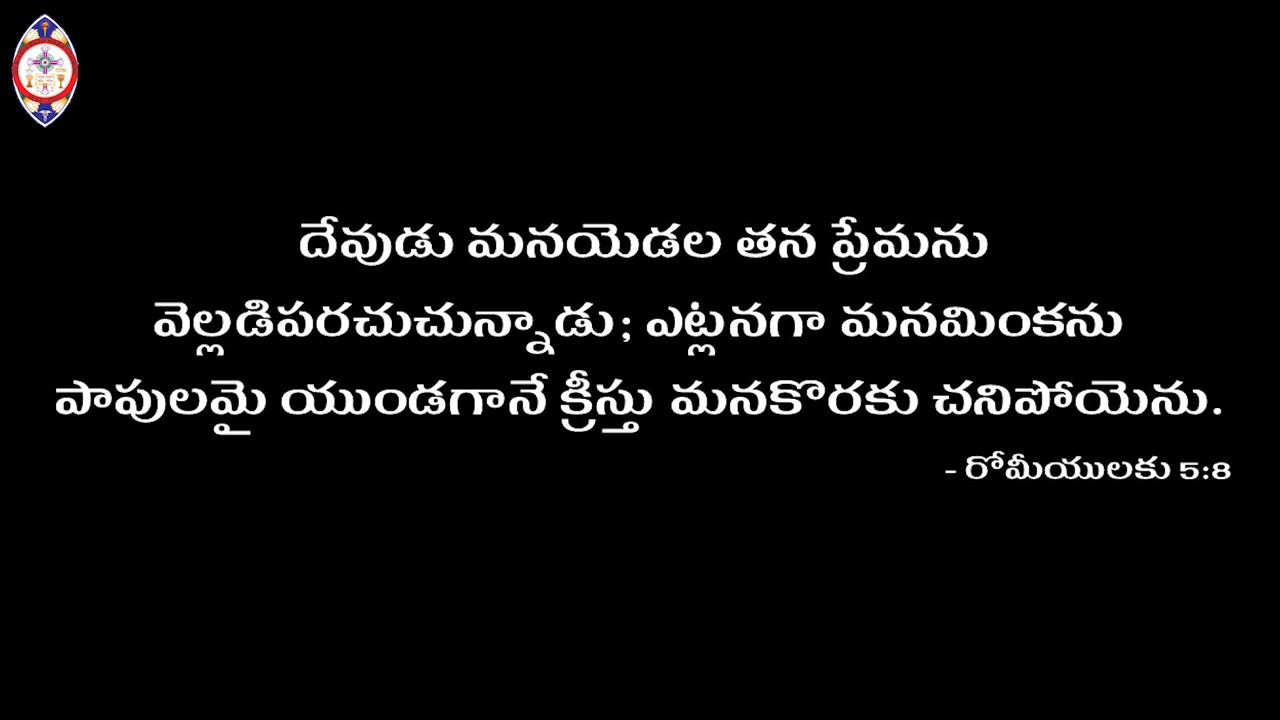 దేవుడు మనయెడల తన ప్రేమను
వెల్లడిపరచుచున్నాడు; ఎట్లనగా మనమింకను
పాపులమై యుండగానే క్రీస్తు మనకొరకు చనిపోయెను.
- రోమీయులకు 5:8